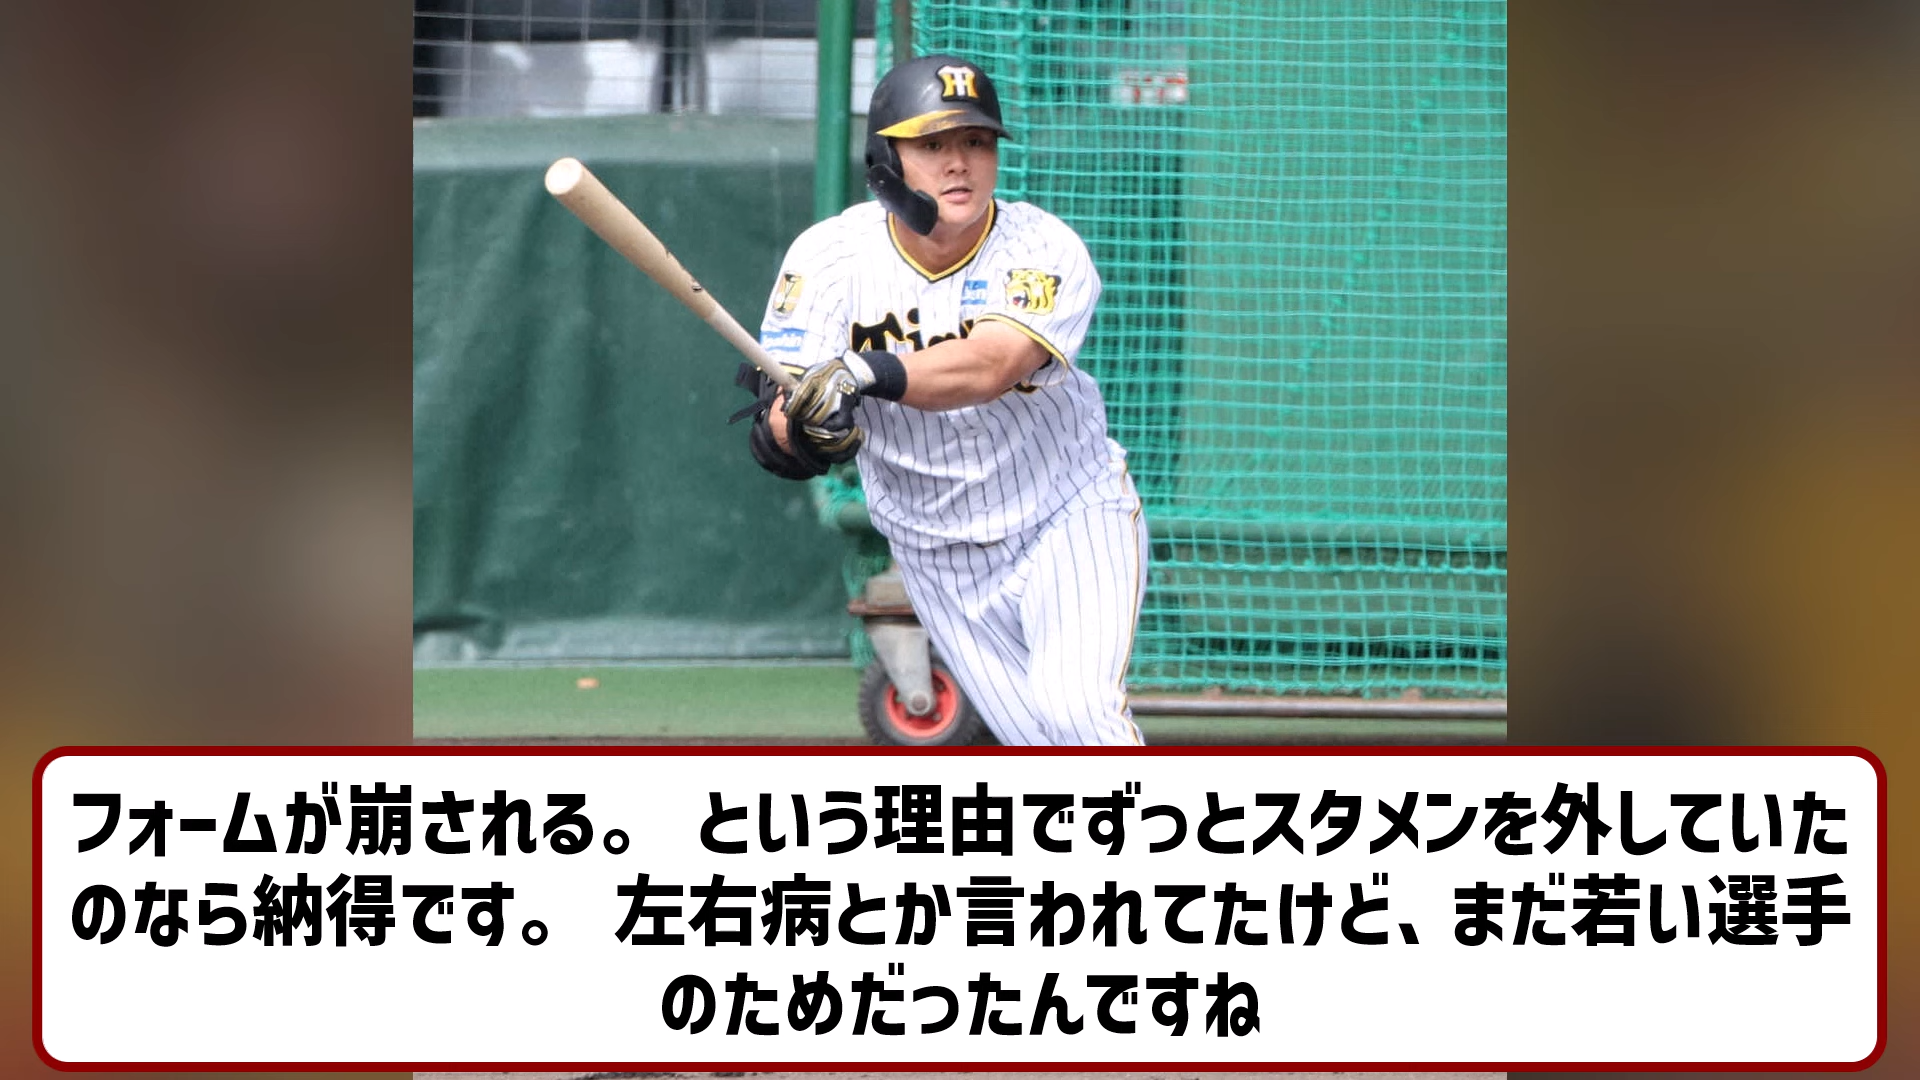 HT
Tig
フォームが崩される。 という理由でずっとスタメンを外していた
のなら納得です。 左右病とか言われてたけど、まだ若い選手
のためだったんですね